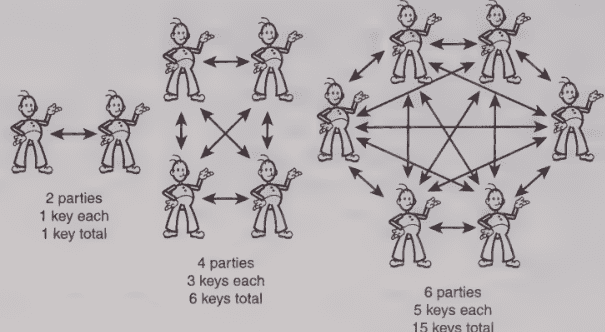 2 parties
1 key each
1 key total
4 parties
3 keys each
6 keys total
6 parties
5 keys each
15 keys total